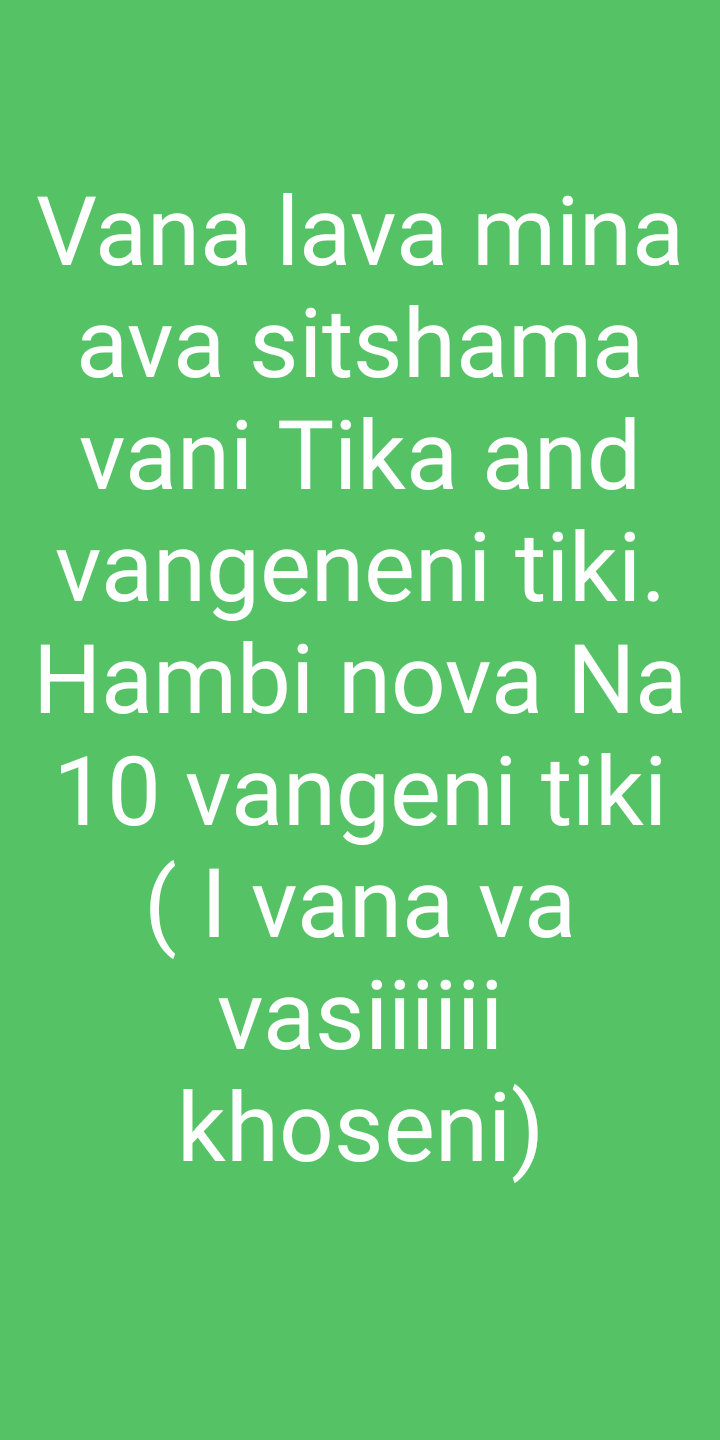 Vana lava mina
ava sitshama
vani Tika and
vangeneni tiki.
Hambi nova Na
10 vangeni tiki
( I vana va
vasiiiiii
khoseni)